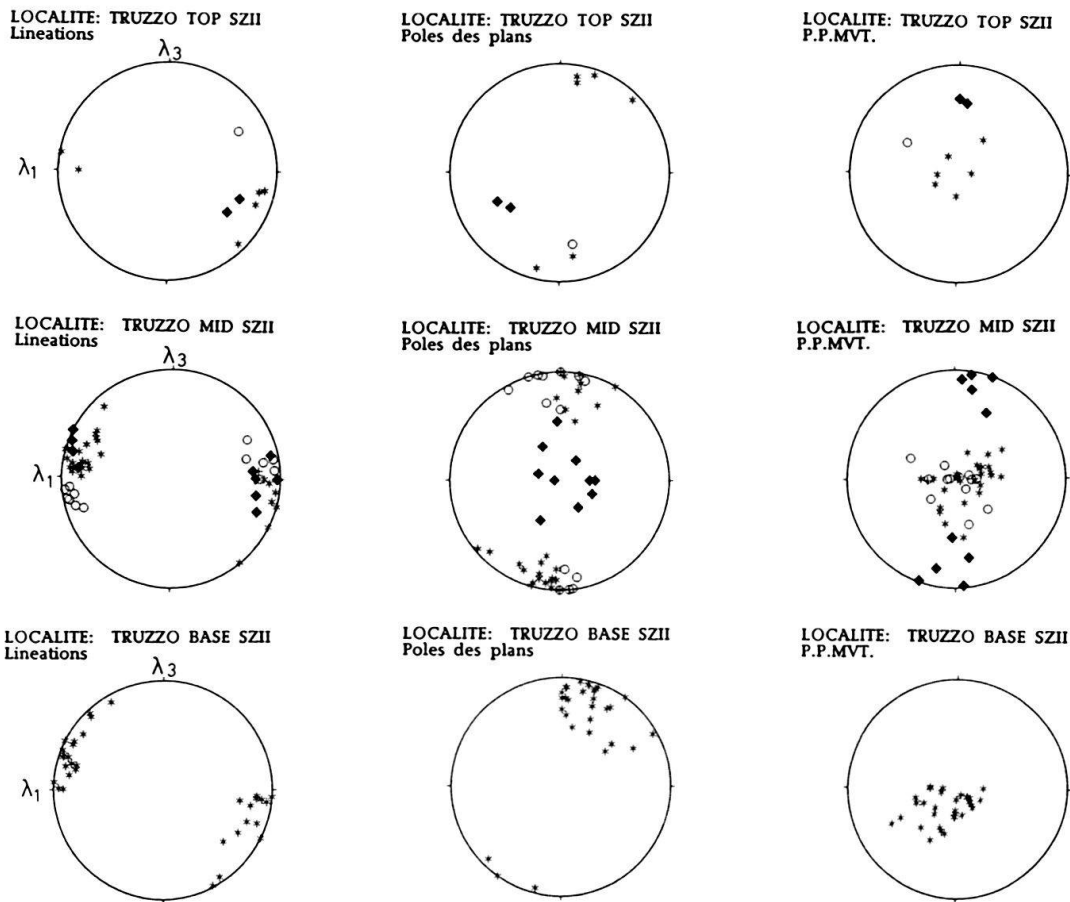 LOCALITE: TRUZZO TOP SZII
Lineations
λ3
λ1
LOCALITE: TRUZZO TOP SZII
Poles des plans
LOCALITE: TRUZZO TOP SZII
P.P.MVT.
LOCALITE: TRUZZO MID SZII
Lineations
λ3
λ1
LOCALITE: TRUZZO MID SZII
Poles des plans
LOCALITE: TRUZZO MID SZII
P.P.MVT.
LOCALITE: TRUZZO BASE SZII
Lineations
λ3
λ1
LOCALITE: TRUZZO BASE SZII
Poles des plans
LOCALITE: TRUZZO BASE SZII
P.P.MVT.